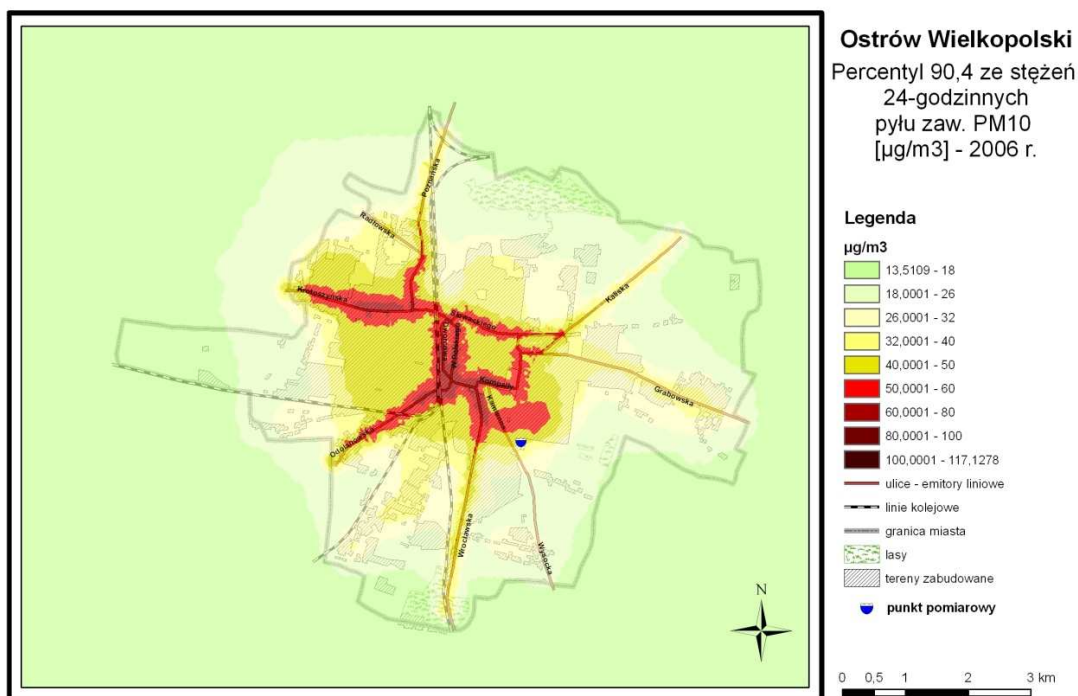 Ostrów Wielkopolski
Percentyl 90,4 ze stężeń
24-godzinnych
pyłu zaw. PM10
[µg/m3] - 2006 r.
Legenda
µg/m3
13,5109 - 18
18,0001 - 26
26,0001 - 32
32,0001 - 40
40,0001 - 50
50,0001 - 60
60,0001 - 80
80,0001 - 100
100,0001 - 117,1278
ulice - emitory liniowe
linie kolejowe
granica miasta
lasy
tereny zabudowane
punkt pomiarowy
N
0 0,5 1 2 3 km
Poznańska
Radłowska
Krotoszyńska
Kaliska
Grabowska
Kompały
Wrocławska
Wysocka